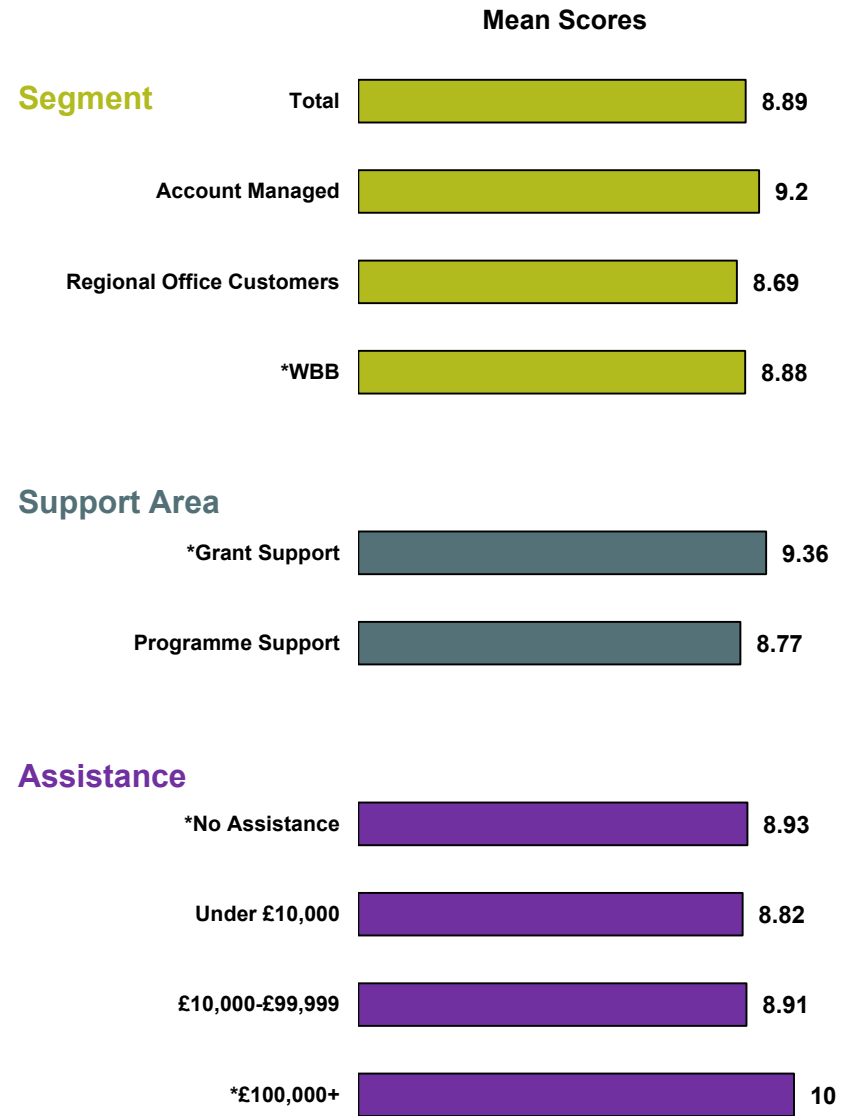 Mean Scores
Segment
Total 8.89
Account Managed 9.2
Regional Office Customers 8.69
*WBB 8.88
Support Area
*Grant Support 9.36
Programme Support 8.77
Assistance
*No Assistance 8.93
Under £10,000 8.82
£10,000-£99,999 8.91
*£100,000+ 10